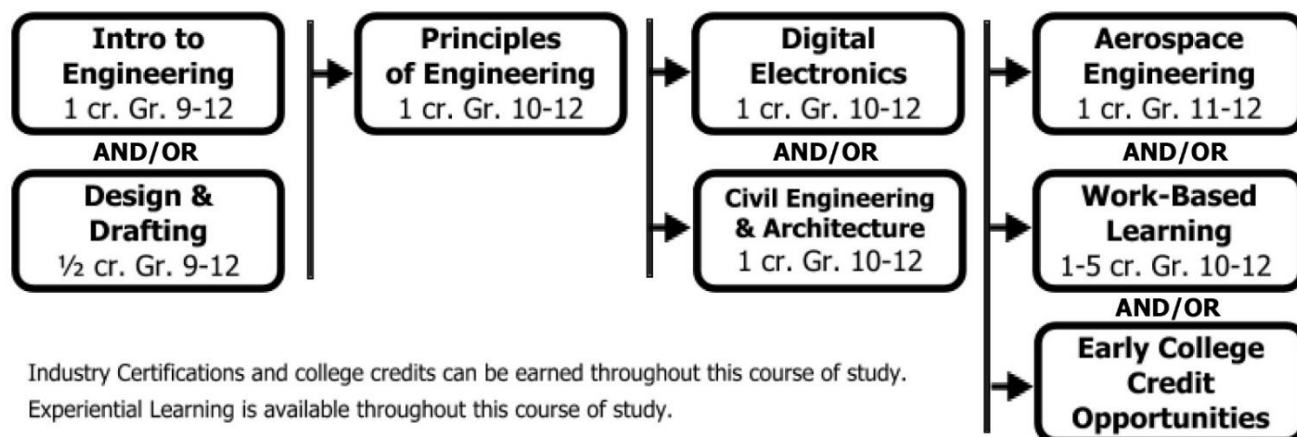 Intro to
Engineering
1 cr. Gr. 9-12
AND/OR
Design &
Drafting
½ cr. Gr. 9-12
Principles
of Engineering
1 cr. Gr. 10-12
Digital
Electronics
1 cr. Gr. 10-12
AND/OR
Civil Engineering
& Architecture
1 cr. Gr. 10-12
Aerospace
Engineering
1 cr. Gr. 11-12
AND/OR
Work-Based
Learning
1-5 cr. Gr. 10-12
AND/OR
Early College
Credit
Opportunities
Industry Certifications and college credits can be earned throughout this course of study.
Experiential Learning is available throughout this course of study.